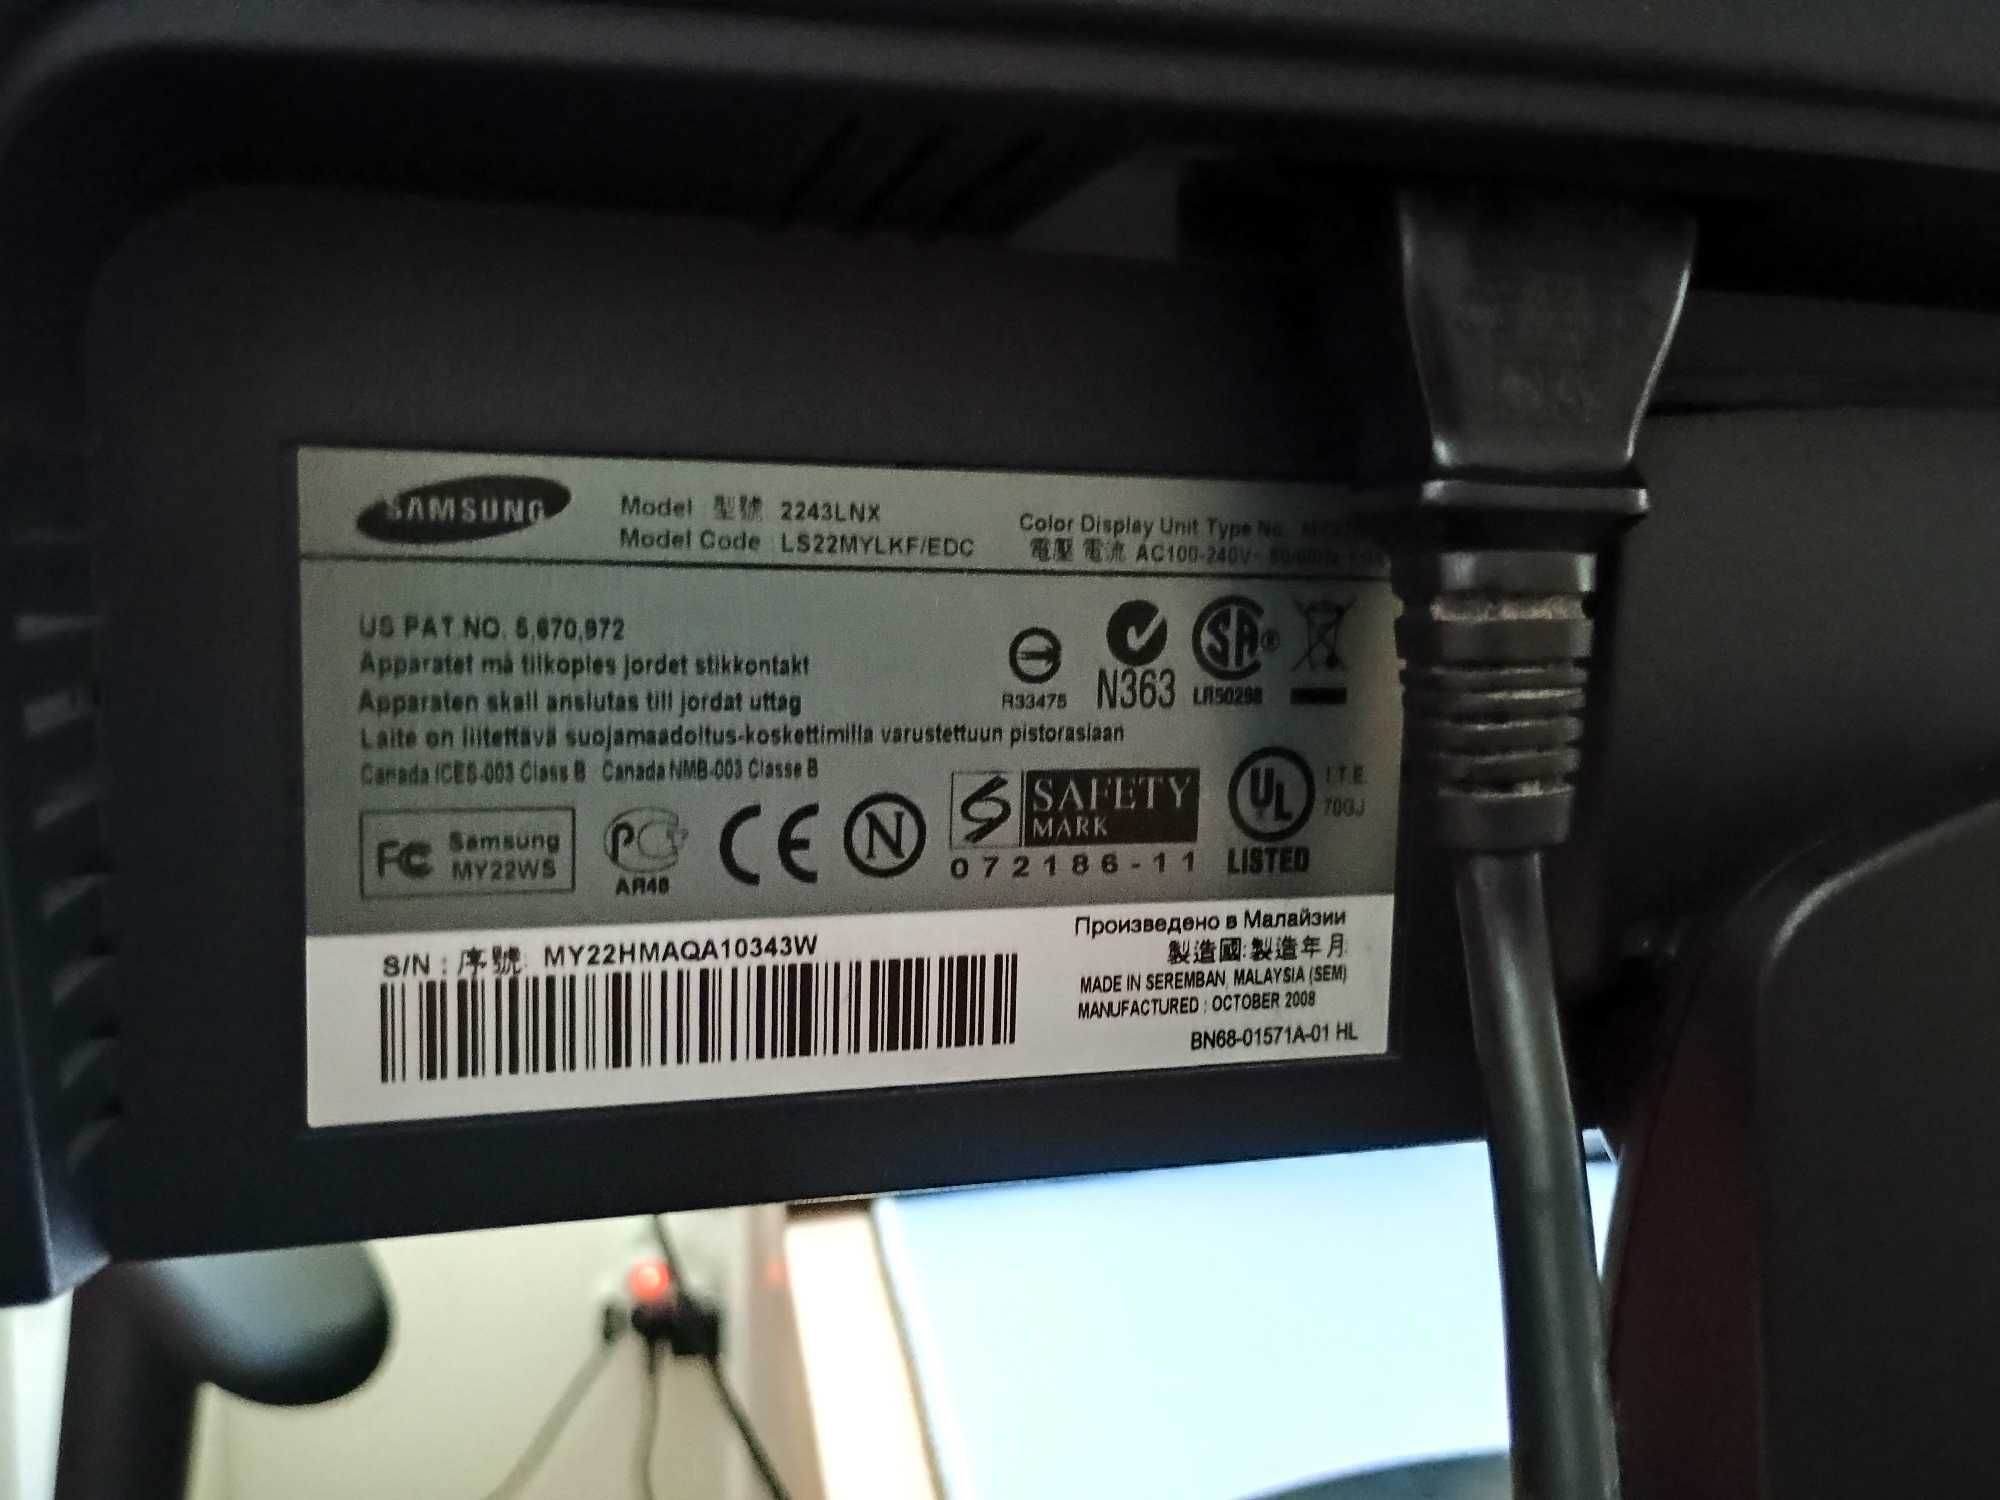 SAMSUNG
Model 型號 2243LNX
Model Code : LS22MYLKF/EDC
Color Display Unit Type No.
電壓 電流 AC100-240V~
US PAT NO. 5,670,972
Apparatet må tilkoples jordet stikkontakt
Apparaten skall anslutas till jordat uttag
Laite on liitettävä suojamaadoitus-koskettimilla varustettuun pistorasiaan
Canada ICES-003 Class B Canada NMB-003 Classe B
R33475
N363
SA®
LR50298
FC Samsung
MY22WS
PC
AR46
CE
N
S SAFETY
MARK
072186-11
UL
LISTED
I.T.E.
70GJ
S/N : 序號: MY22HMAQA10343W
Произведено в Малайзии
製造國:製造年月:
MADE IN SEREMBAN, MALAYSIA (SEM)
MANUFACTURED : OCTOBER 2008
BN68-01571A-01 HL